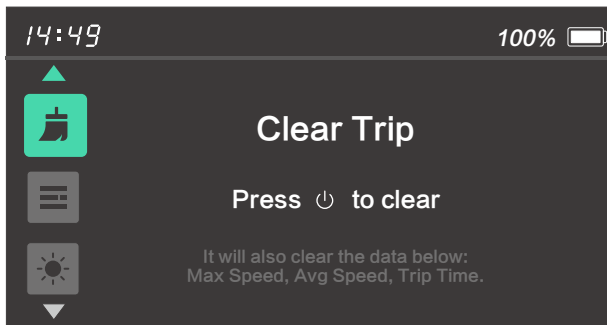 14:49
100%
Clear Trip
Press ⏻ to clear
It will also clear the data below:
Max Speed, Avg Speed, Trip Time.